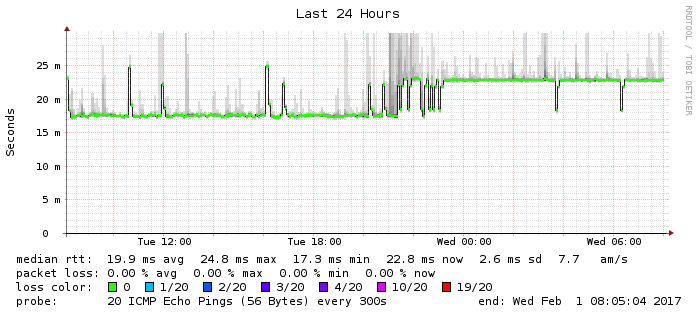 Last 24 Hours
RRDTOOL / TOBI OETIKER
Seconds
25 m
20 m
15 m
10 m
5 m
0
Tue 12:00 Tue 18:00 Wed 00:00 Wed 06:00
median rtt: 19.9 ms avg 24.8 ms max 17.3 ms min 22.8 ms now 2.6 ms sd 7.7 am/s
packet loss: 0.00 % avg 0.00 % max 0.00 % min 0.00 % now
loss color: 0 1/20 2/20 3/20 4/20 10/20 19/20
probe: 20 ICMP Echo Pings (56 Bytes) every 300s end: Wed Feb 1 08:05:04 2017